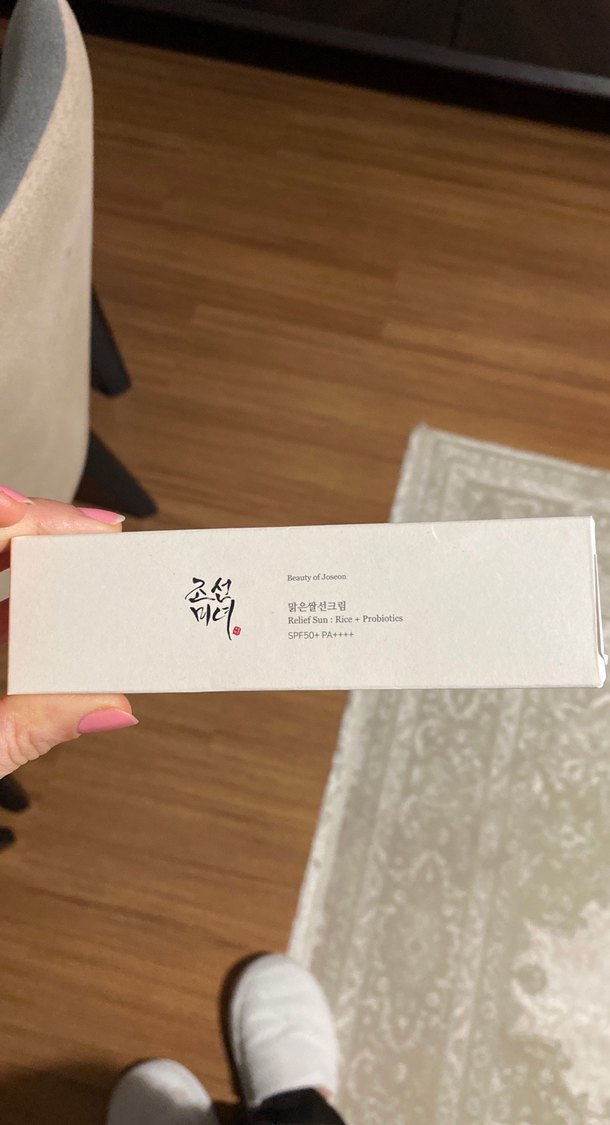 조선
미녀
Beauty of Joseon
맑은쌀선크림
Relief Sun : Rice + Probiotics
SPF50+ PA++++